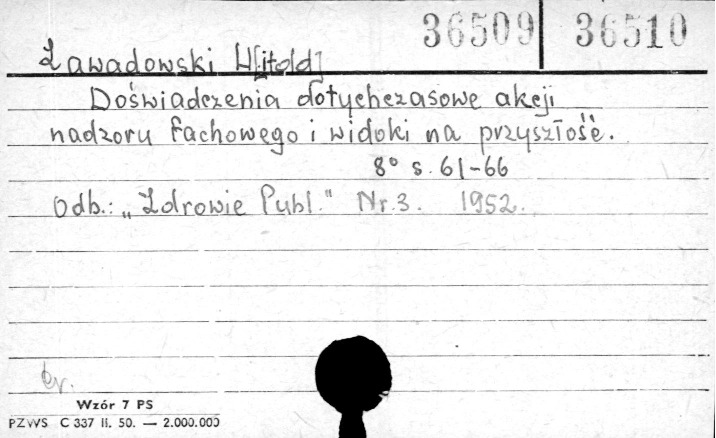 36509 36510
Zawadowski W[itold]
Doświadczenia dotychczasowe akcji
nadzoru fachowego i widoki na przyszłość.
8° s. 61-66
Odb.: „Zdrowie Publ." Nr. 3. 1952.
Wzór 7 PS
PZWS C 337 II. 50. — 2.000.000